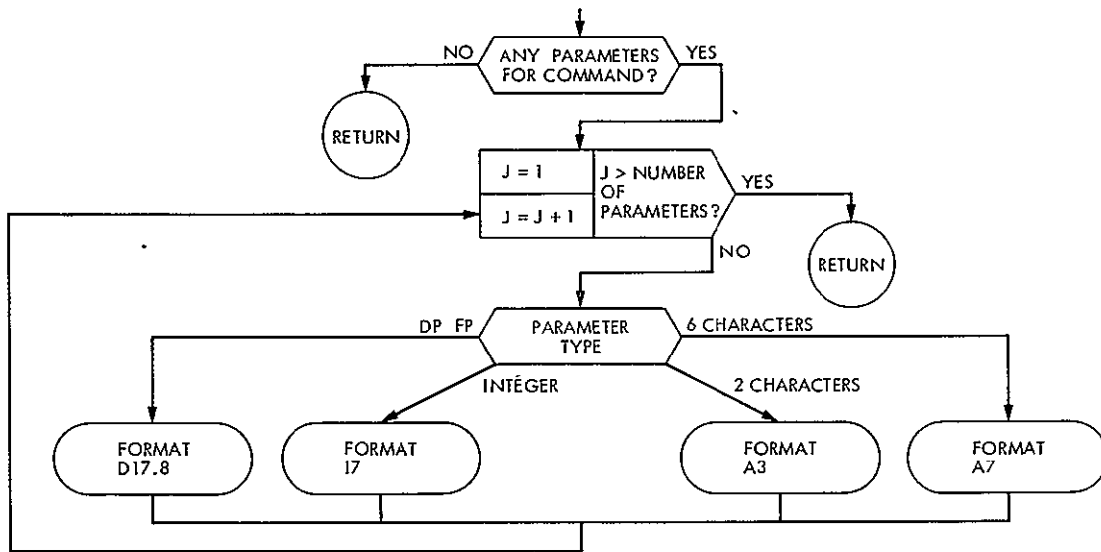 NO
ANY PARAMETERS
FOR COMMAND?
YES
RETURN
J = 1
J = J + 1
J > NUMBER
OF
PARAMETERS?
YES
NO
RETURN
DP FP
PARAMETER
TYPE
6 CHARACTERS
INTÉGER
2 CHARACTERS
FORMAT
D17.8
FORMAT
I7
FORMAT
A3
FORMAT
A7